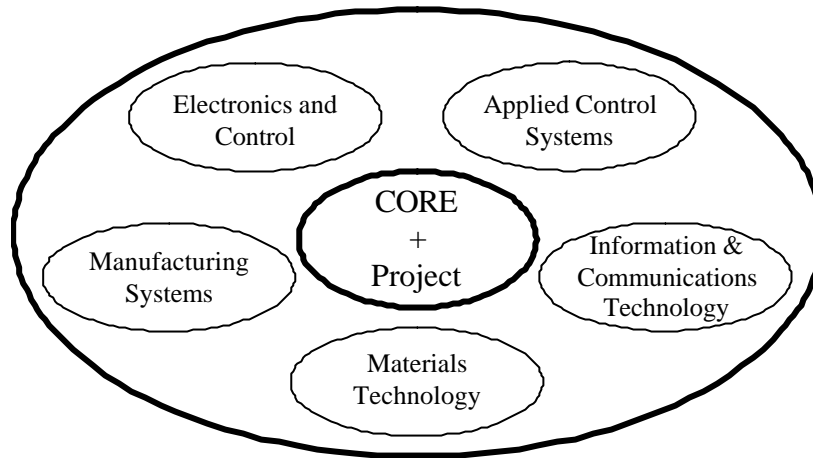 Electronics and
Control
Applied Control
Systems
CORE
+
Project
Manufacturing
Systems
Information &
Communications
Technology
Materials
Technology